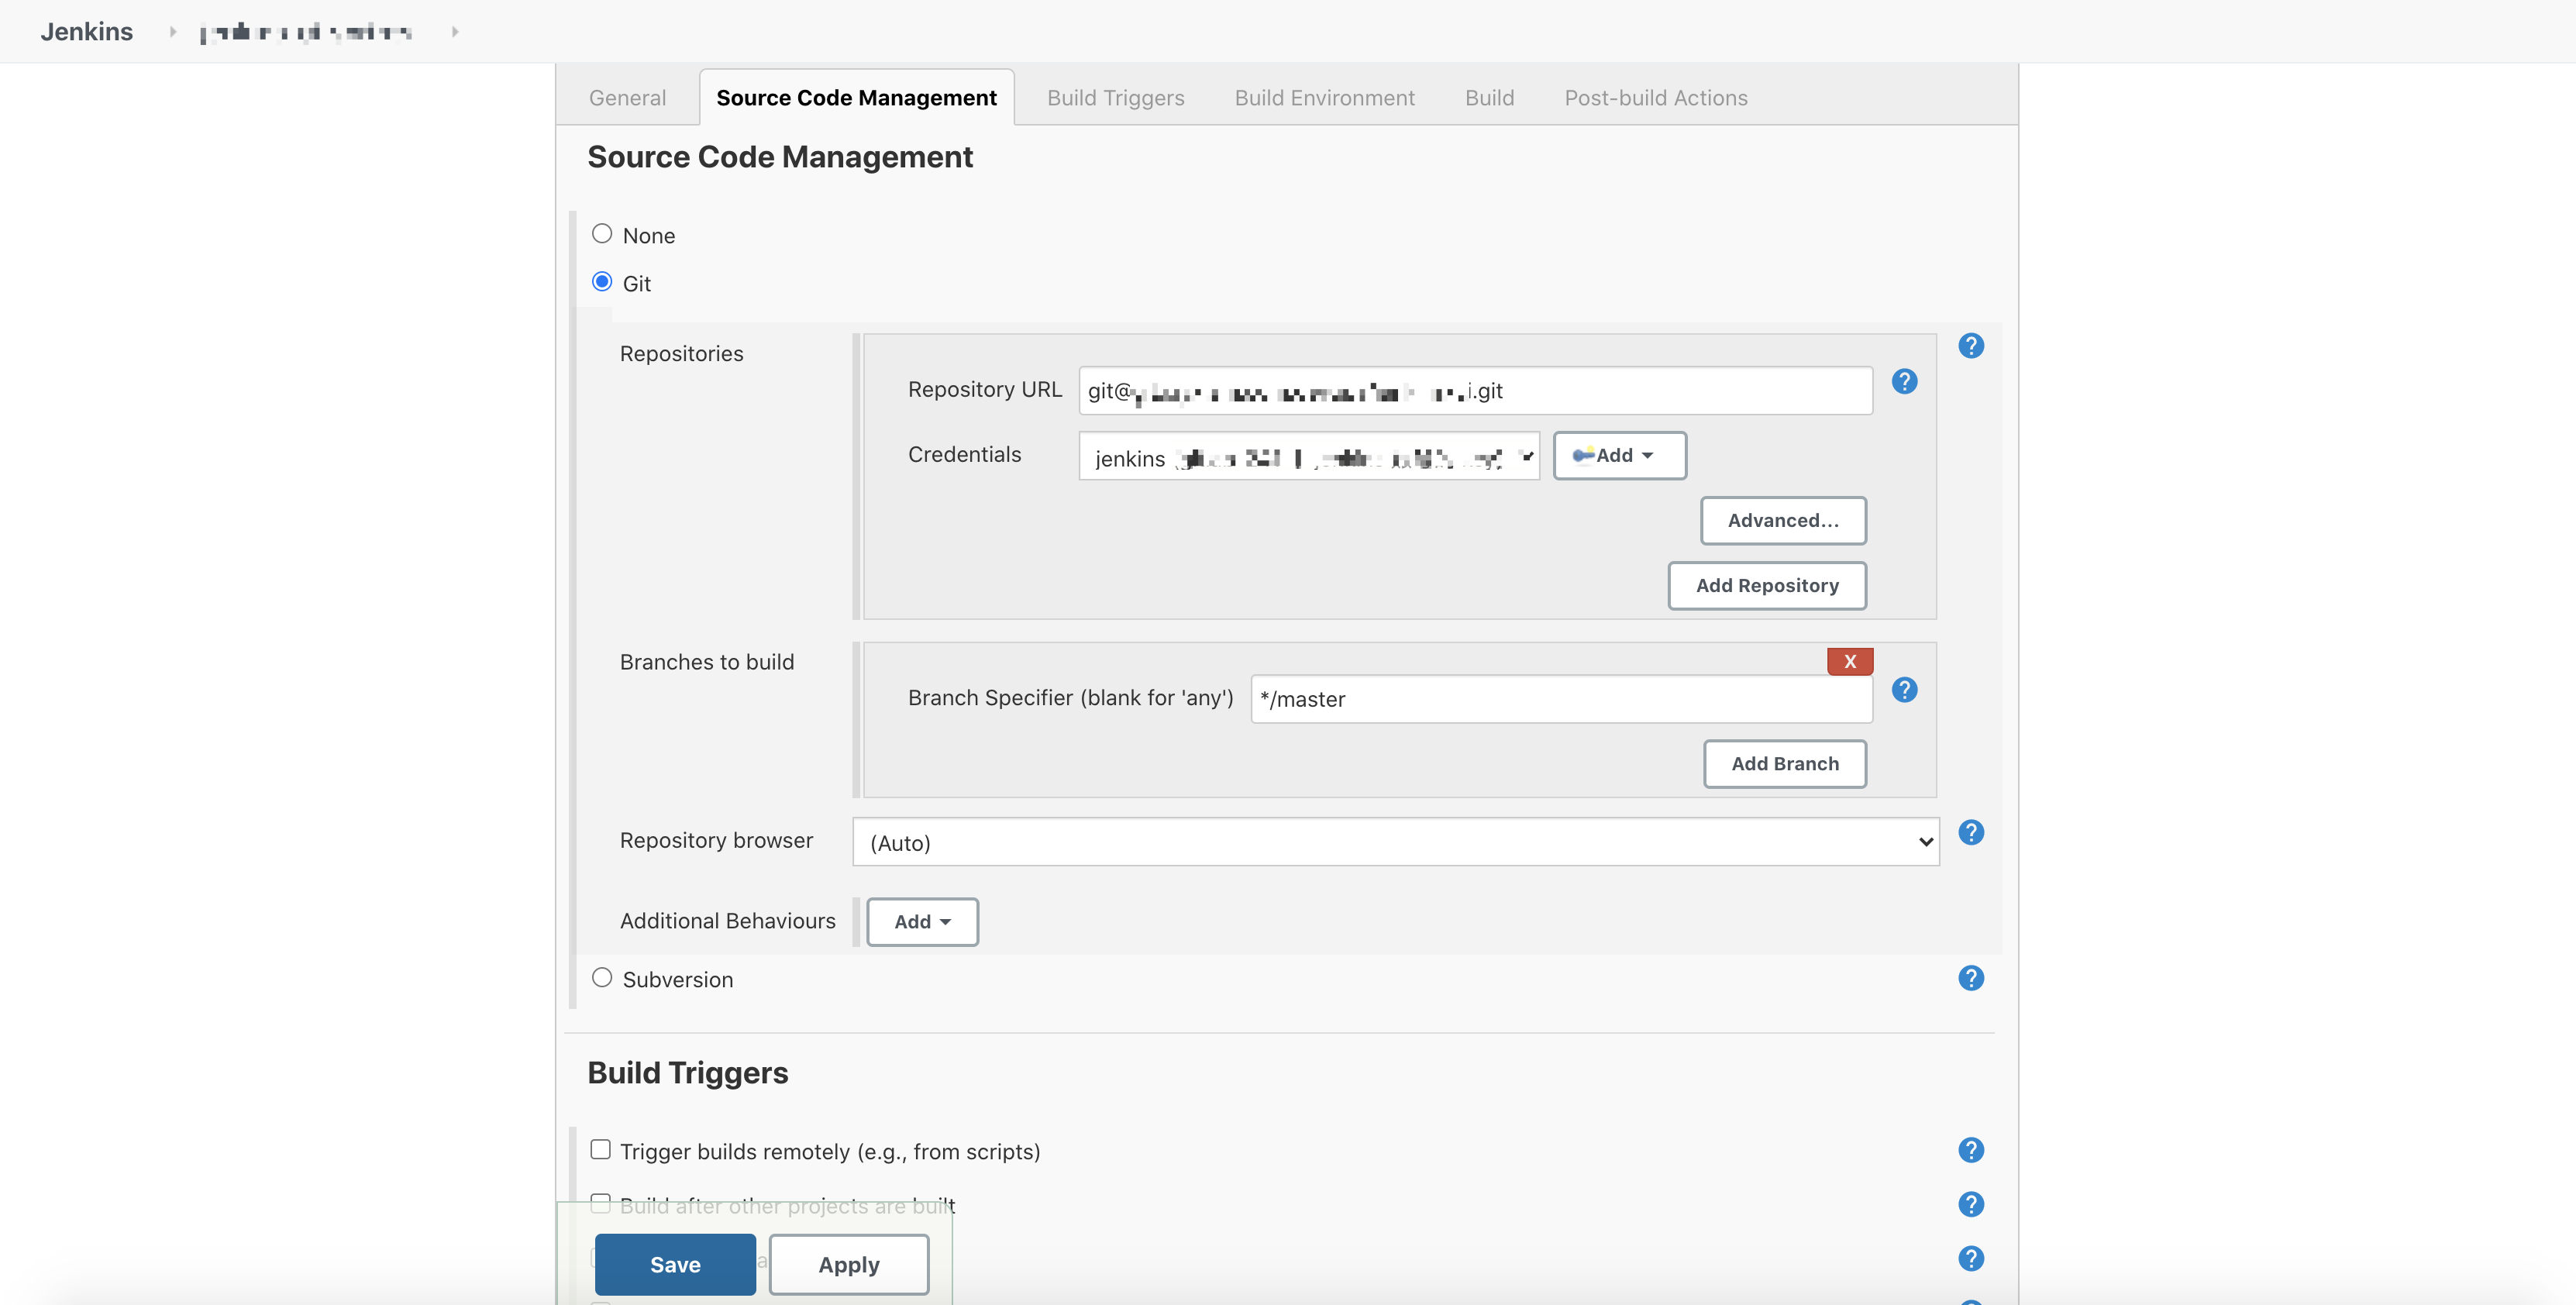 Jenkins
General Source Code Management Build Triggers Build Environment Build Post-build Actions
Source Code Management
None
Git
Repositories
Repository URL git@ i.git
Credentials jenkins Add
Advanced...
Add Repository
Branches to build
X
Branch Specifier (blank for 'any') */master
Add Branch
Repository browser (Auto)
Additional Behaviours Add
Subversion
Build Triggers
Trigger builds remotely (e.g., from scripts)
Build after other projects are built
Save Apply